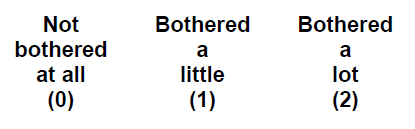 Not
bothered
at all
(0)
Bothered
a
little
(1)
Bothered
a
lot
(2)